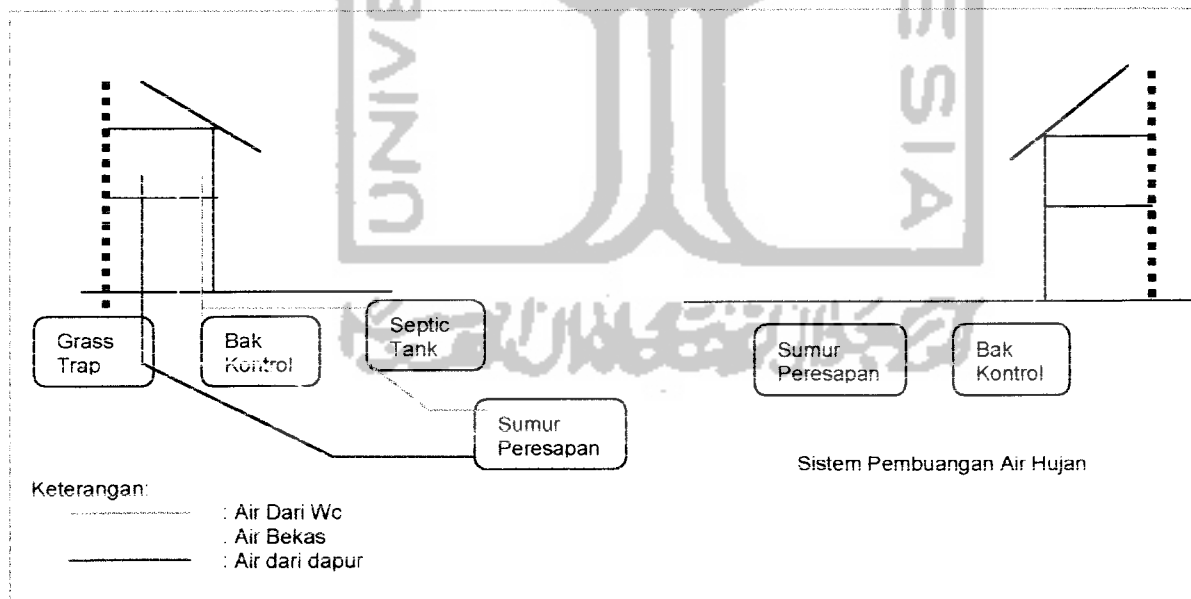 Grass
Trap
Bak
Kontrol
Septic
Tank
Sumur
Peresapan
Sumur
Peresapan
Bak
Kontrol
Sistem Pembuangan Air Hujan
Keterangan:
: Air Dari Wc
: Air Bekas
: Air dari dapur
ESIA